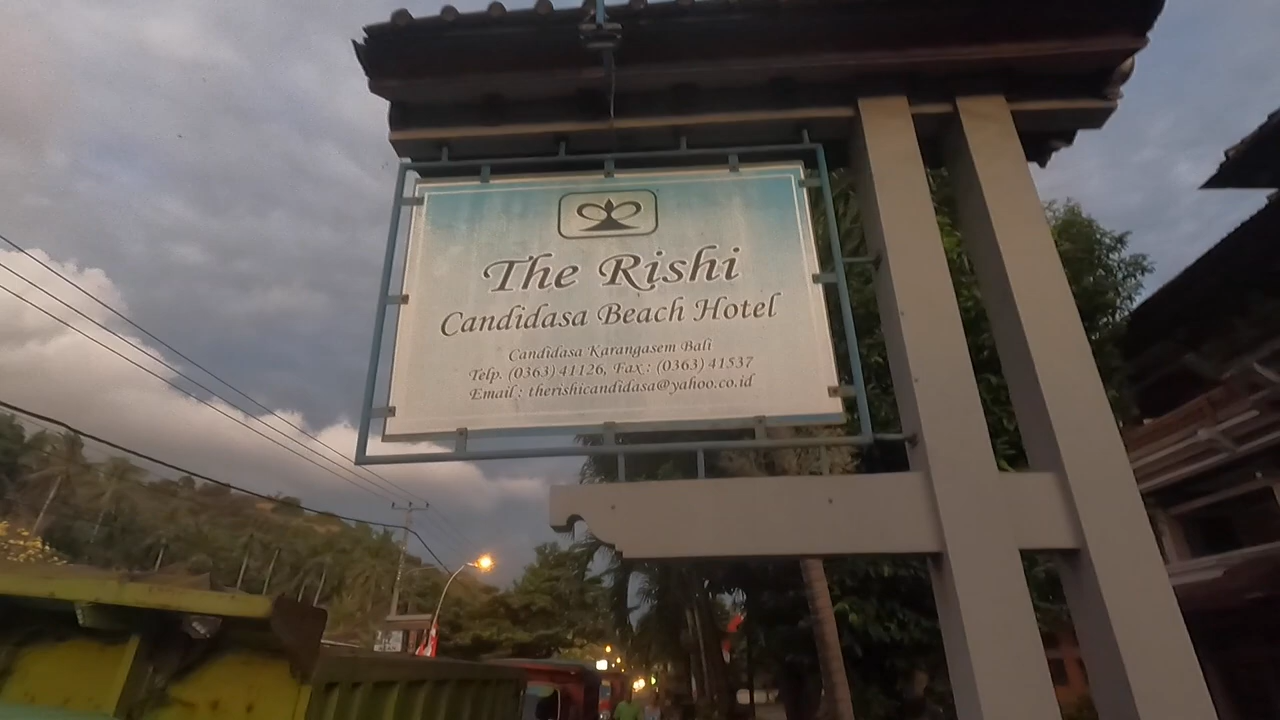 The Rishi
Candidasa Beach Hotel
Candidasa Karangasem Bali
Telp. (0363) 41126, Fax : (0363) 41537
Email : therishicandidasa@yahoo.co.id